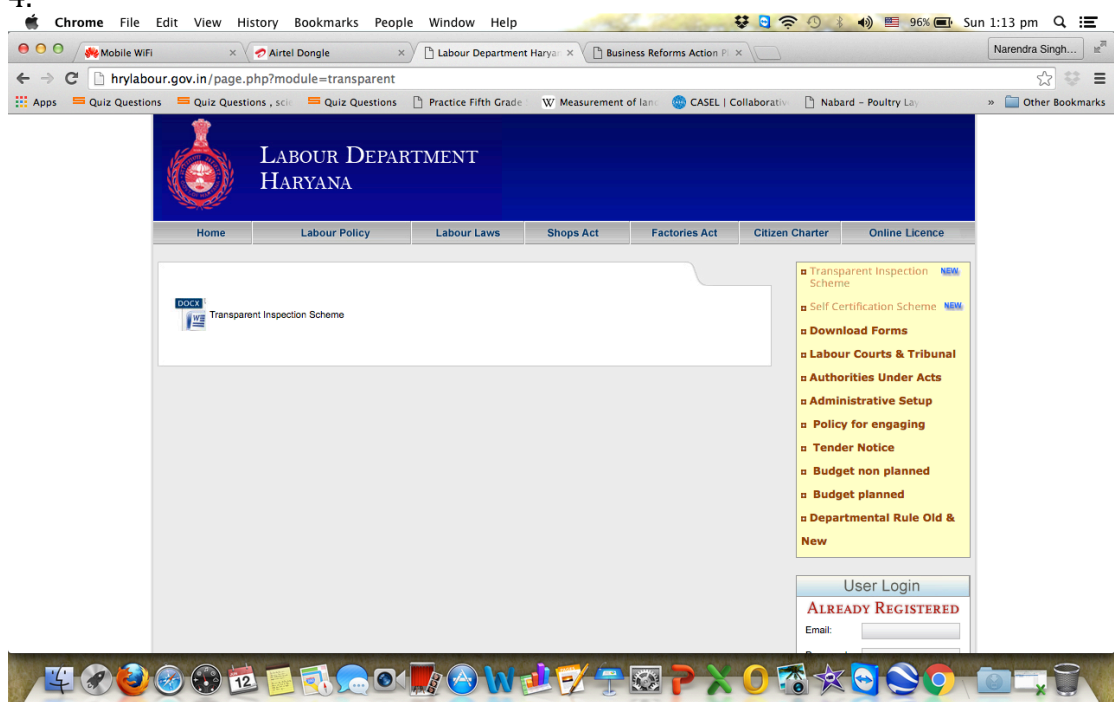 4.
Chrome File Edit View History Bookmarks People Window Help 96% Sun 1:13 pm
Mobile WiFi Airtel Dongle Labour Department Haryan Business Reforms Action P Narendra Singh...
hrylabour.gov.in/page.php?module=transparent
Apps Quiz Questions Quiz Questions , scie Quiz Questions Practice Fifth Grade Measurement of land CASEL | Collaborativ Nabard - Poultry Lay » Other Bookmarks
LABOUR DEPARTMENT
HARYANA
Home Labour Policy Labour Laws Shops Act Factories Act Citizen Charter Online Licence
Transparent Inspection Scheme NEW
Self Certification Scheme NEW
Download Forms
Labour Courts & Tribunal
Authorities Under Acts
Administrative Setup
Policy for engaging
Tender Notice
Budget non planned
Budget planned
Departmental Rule Old &
New
DOCX
Transparent Inspection Scheme
User Login
ALREADY REGISTERED
Email:
12